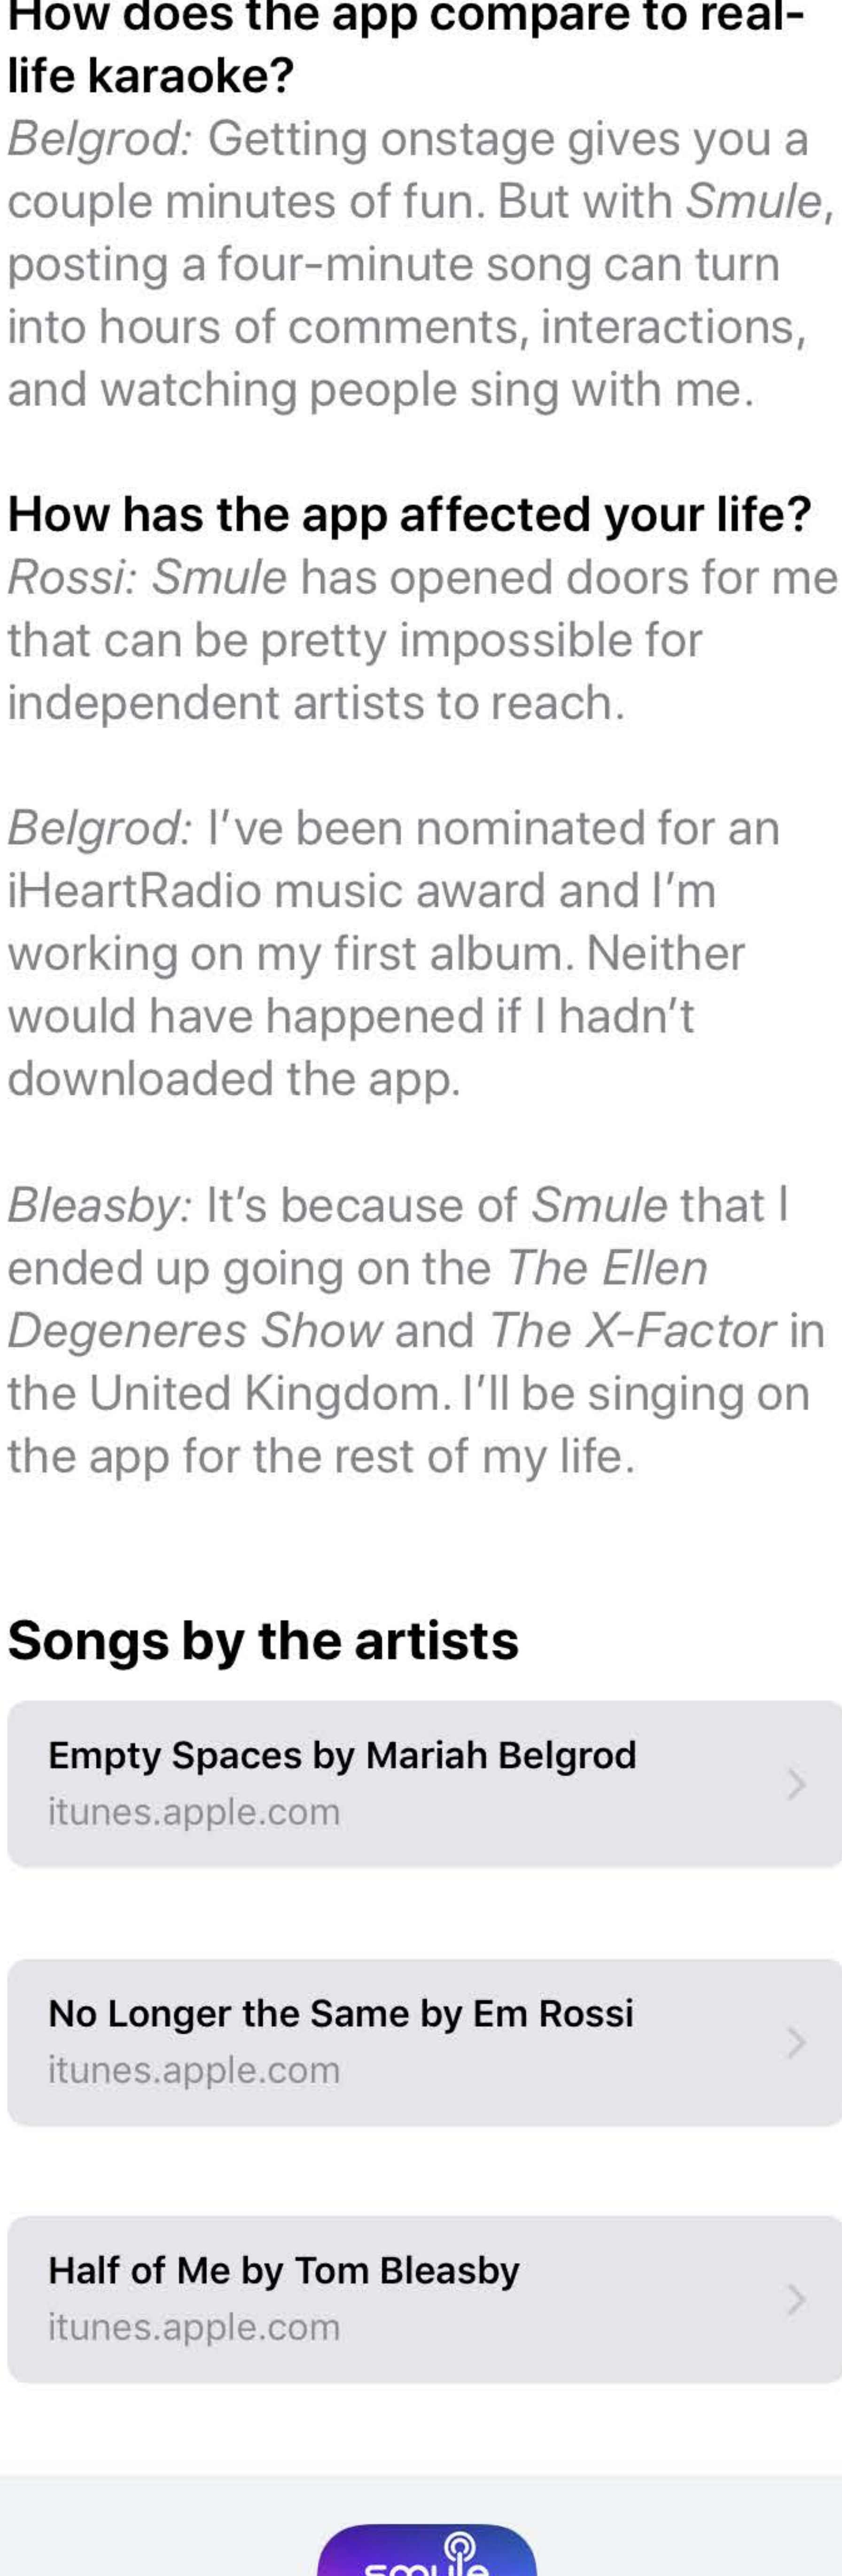 How does the app compare to real-
life karaoke?
Belgrod: Getting onstage gives you a
couple minutes of fun. But with Smule,
posting a four-minute song can turn
into hours of comments, interactions,
and watching people sing with me.
How has the app affected your life?
Rossi: Smule has opened doors for me
that can be pretty impossible for
independent artists to reach.
Belgrod: I’ve been nominated for an
iHeartRadio music award and I’m
working on my first album. Neither
would have happened if I hadn’t
downloaded the app.
Bleasby: It’s because of Smule that I
ended up going on the The Ellen
Degeneres Show and The X-Factor in
the United Kingdom. I’ll be singing on
the app for the rest of my life.
Songs by the artists
Empty Spaces by Mariah Belgrod
itunes.apple.com
No Longer the Same by Em Rossi
itunes.apple.com
Half of Me by Tom Bleasby
itunes.apple.com
smule